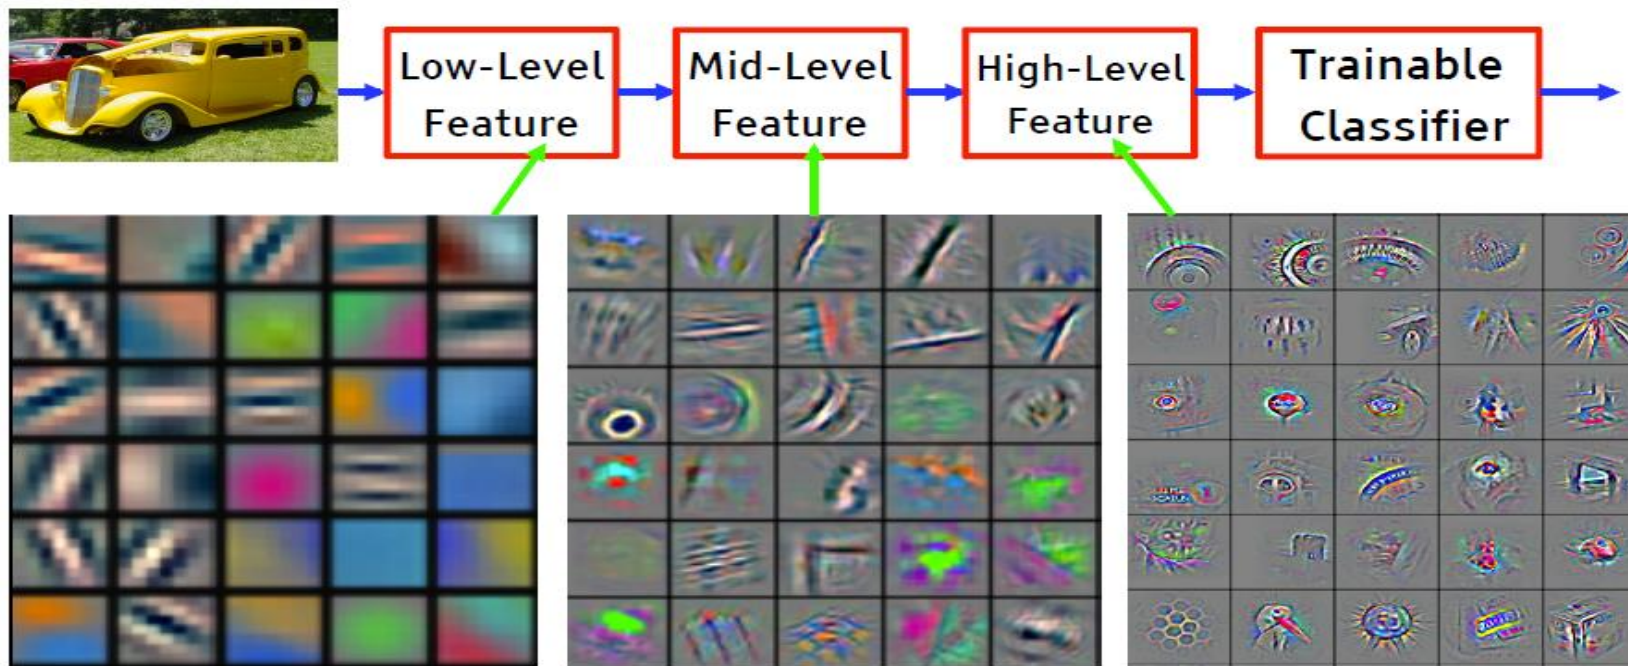 Low-Level
Feature
Mid-Level
Feature
High-Level
Feature
Trainable
Classifier